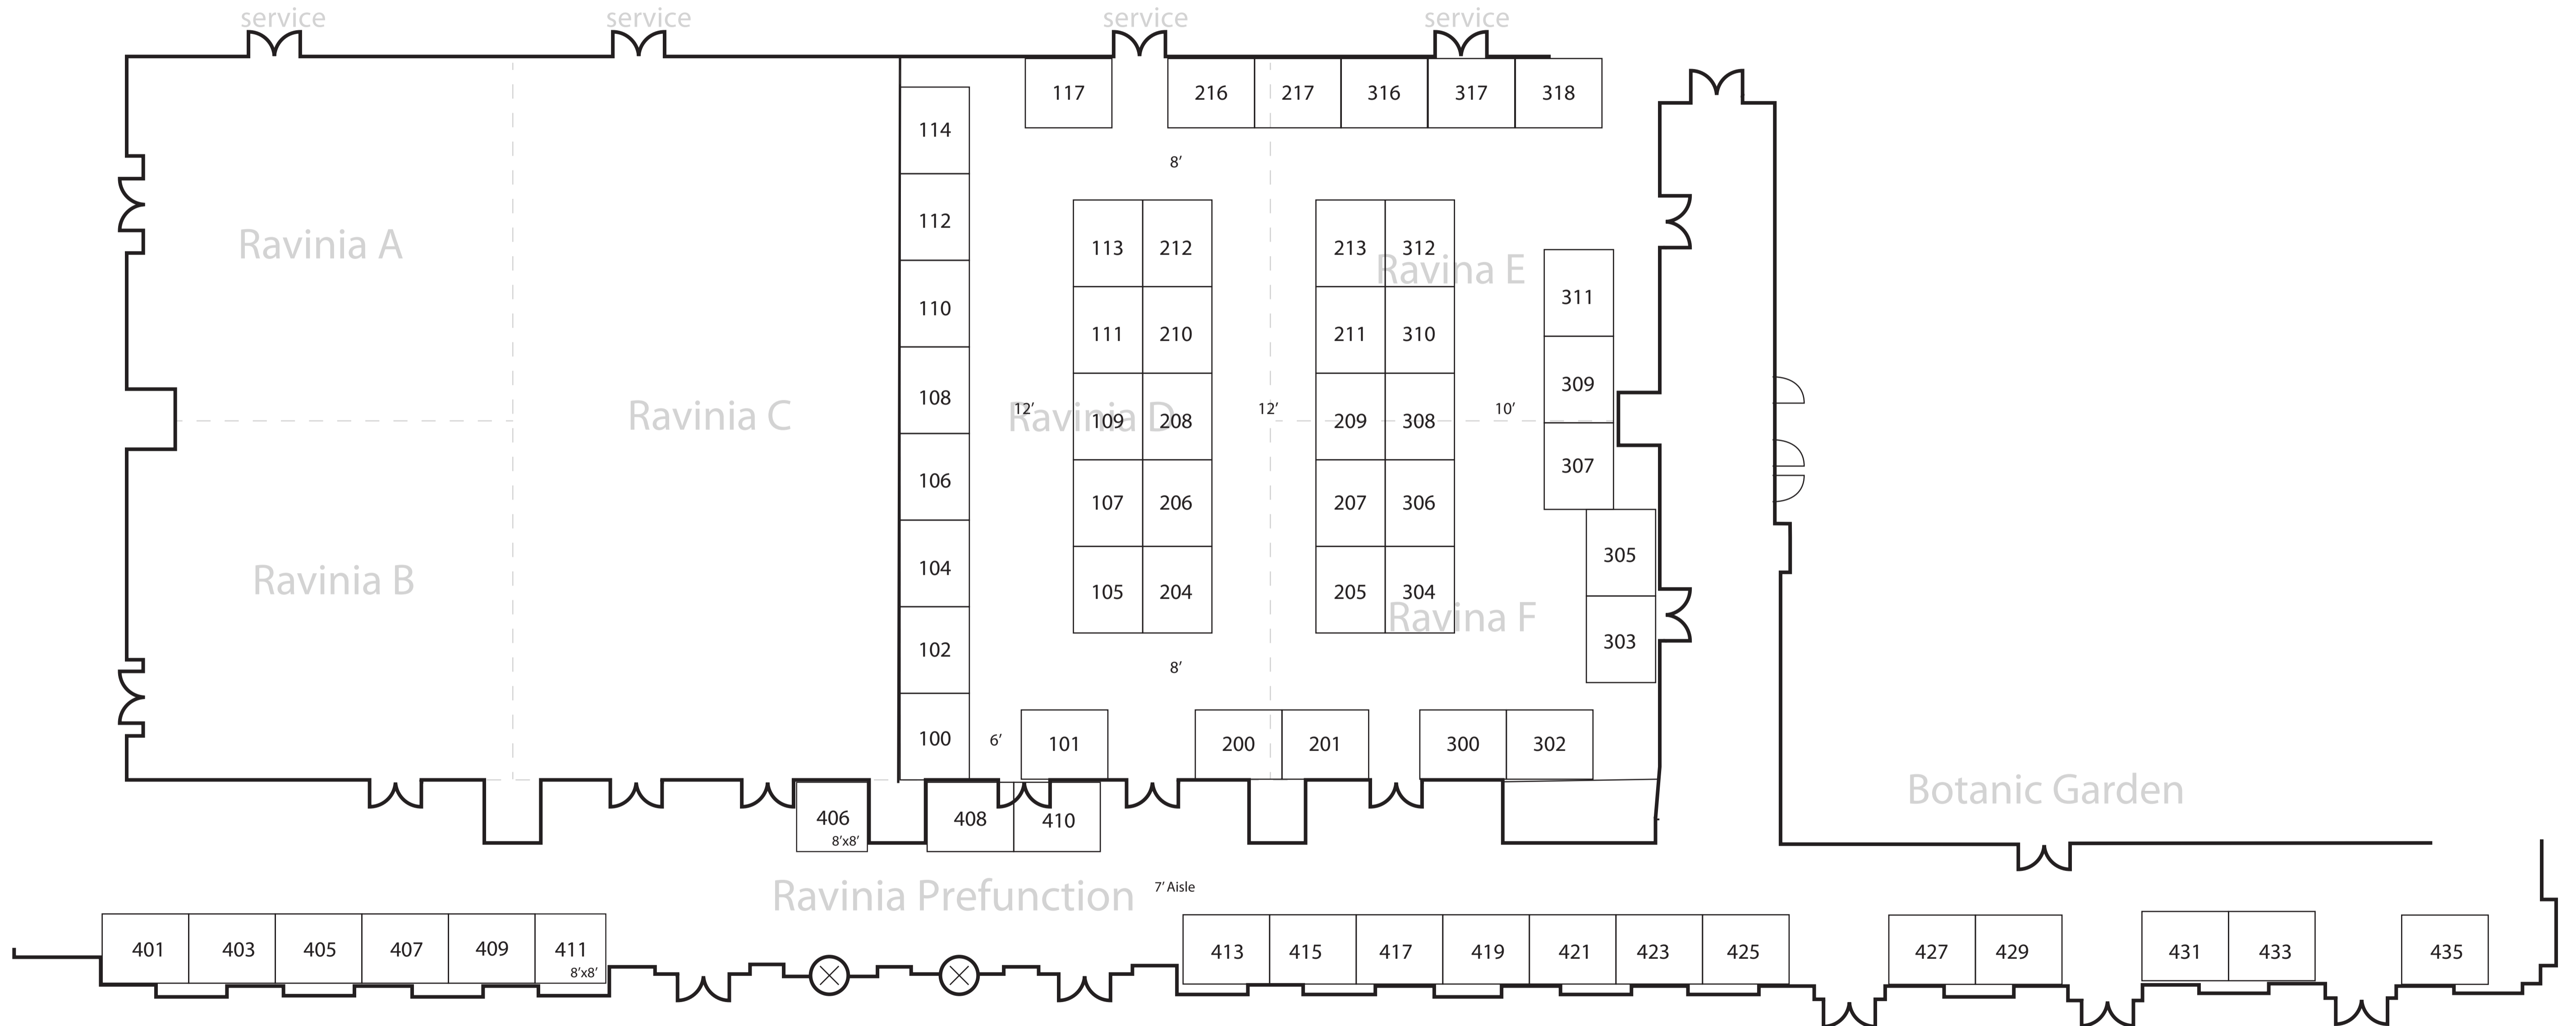 service service service service
117 216 217 316 317 318
114
8’
112
113 212 213 312
Ravinia A
Ravina E
311
110
111 210 211 310
309
108
12’ 12’ 10’
Ravinia C
Ravinia D
109 208 209 308
307
106
107 206 207 306
305
104
Ravinia B
105 204 205 304
Ravina F
303
102
8’
100 6’ 101 200 201 300 302
Botanic Garden
406 408 410
8’x8’
Ravinia Prefunction 7’ Aisle
401 403 405 407 409 411 413 415 417 419 421 423 425 427 429 431 433 435
8’x8’